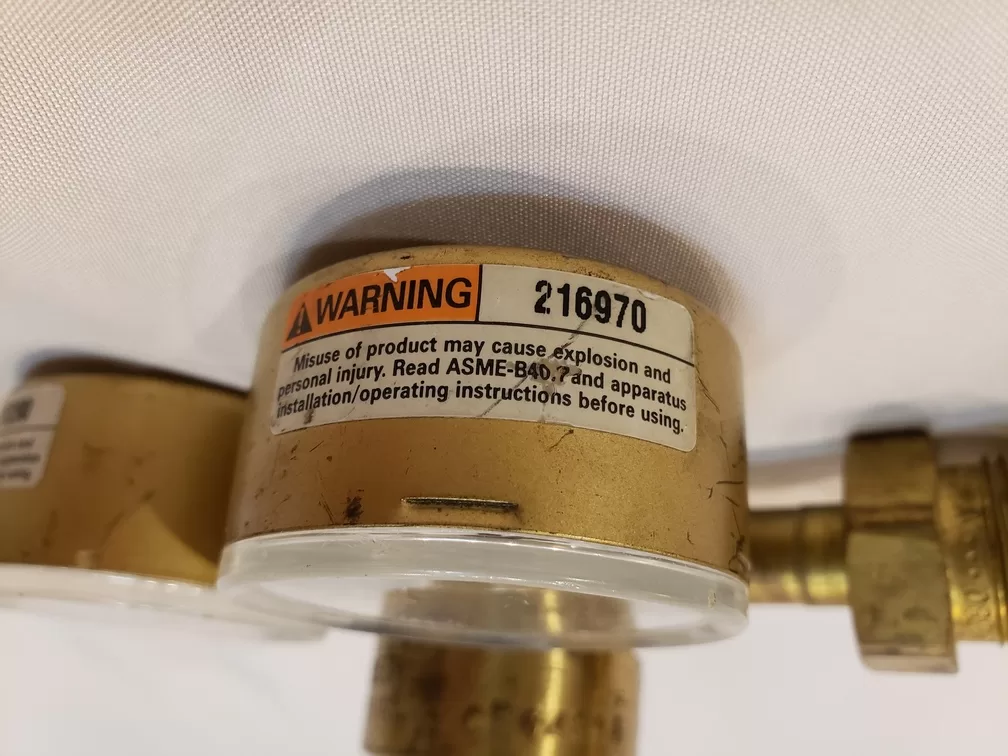 WARNING
216970
Misuse of product may cause explosion and
personal injury. Read ASME-B40.? and apparatus
installation/operating instructions before using.